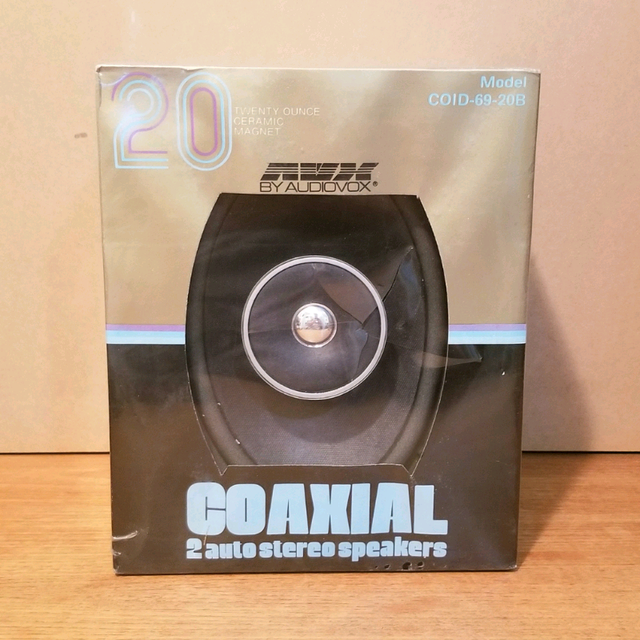 20
TWENTY OUNCE
CERAMIC
MAGNET
Model
COID-69-20B
AVX
BY AUDIOVOX®
COAXIAL
2 auto stereo speakers